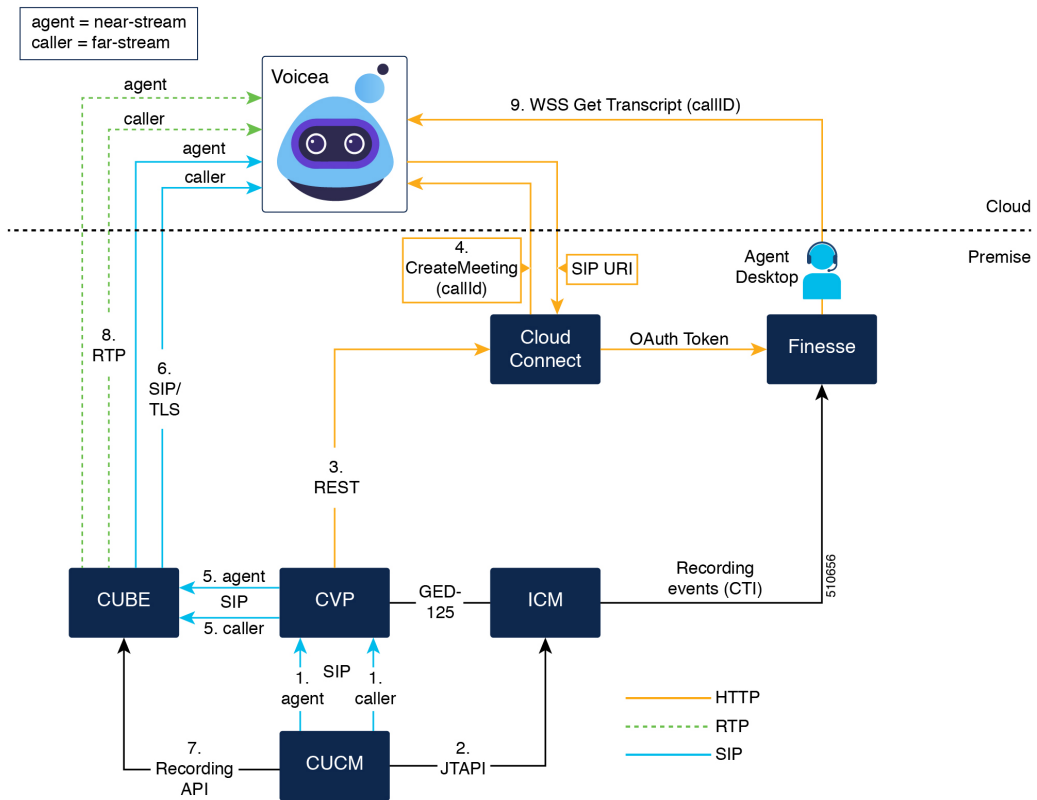 agent = near-stream
caller = far-stream
Voicea
agent
caller
agent
caller
9. WSS Get Transcript (callID)
Cloud
Premise
4.
CreateMeeting
(callId)
SIP URI
Agent
Desktop
8.
RTP
6.
SIP/
TLS
Cloud
Connect
OAuth Token
Finesse
3.
REST
CUBE
5. agent
SIP
5. caller
CVP
GED-
125
ICM
Recording
events (CTI)
510656
1.
agent
SIP
1.
caller
7.
Recording
API
CUCM
2.
JTAPI
HTTP
RTP
SIP